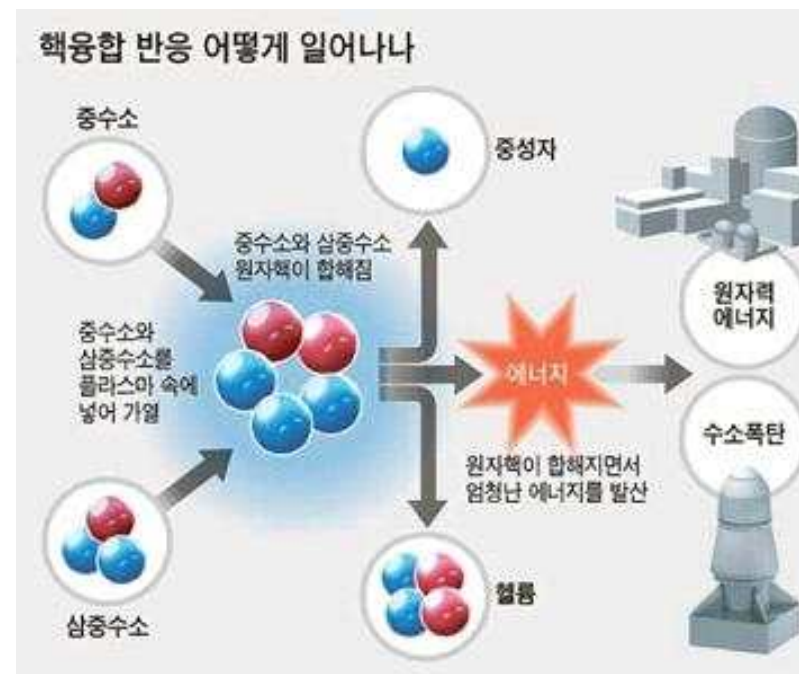 핵융합 반응 어떻게 일어나나
중수소
중성자
중수소와 삼중수소
원자핵이 합해짐
중수소와
삼중수소를
플라스마 속에
넣어 가열
에너지
원자력
에너지
수소폭탄
원자핵이 합해지면서
엄청난 에너지를 발산
삼중수소
헬륨